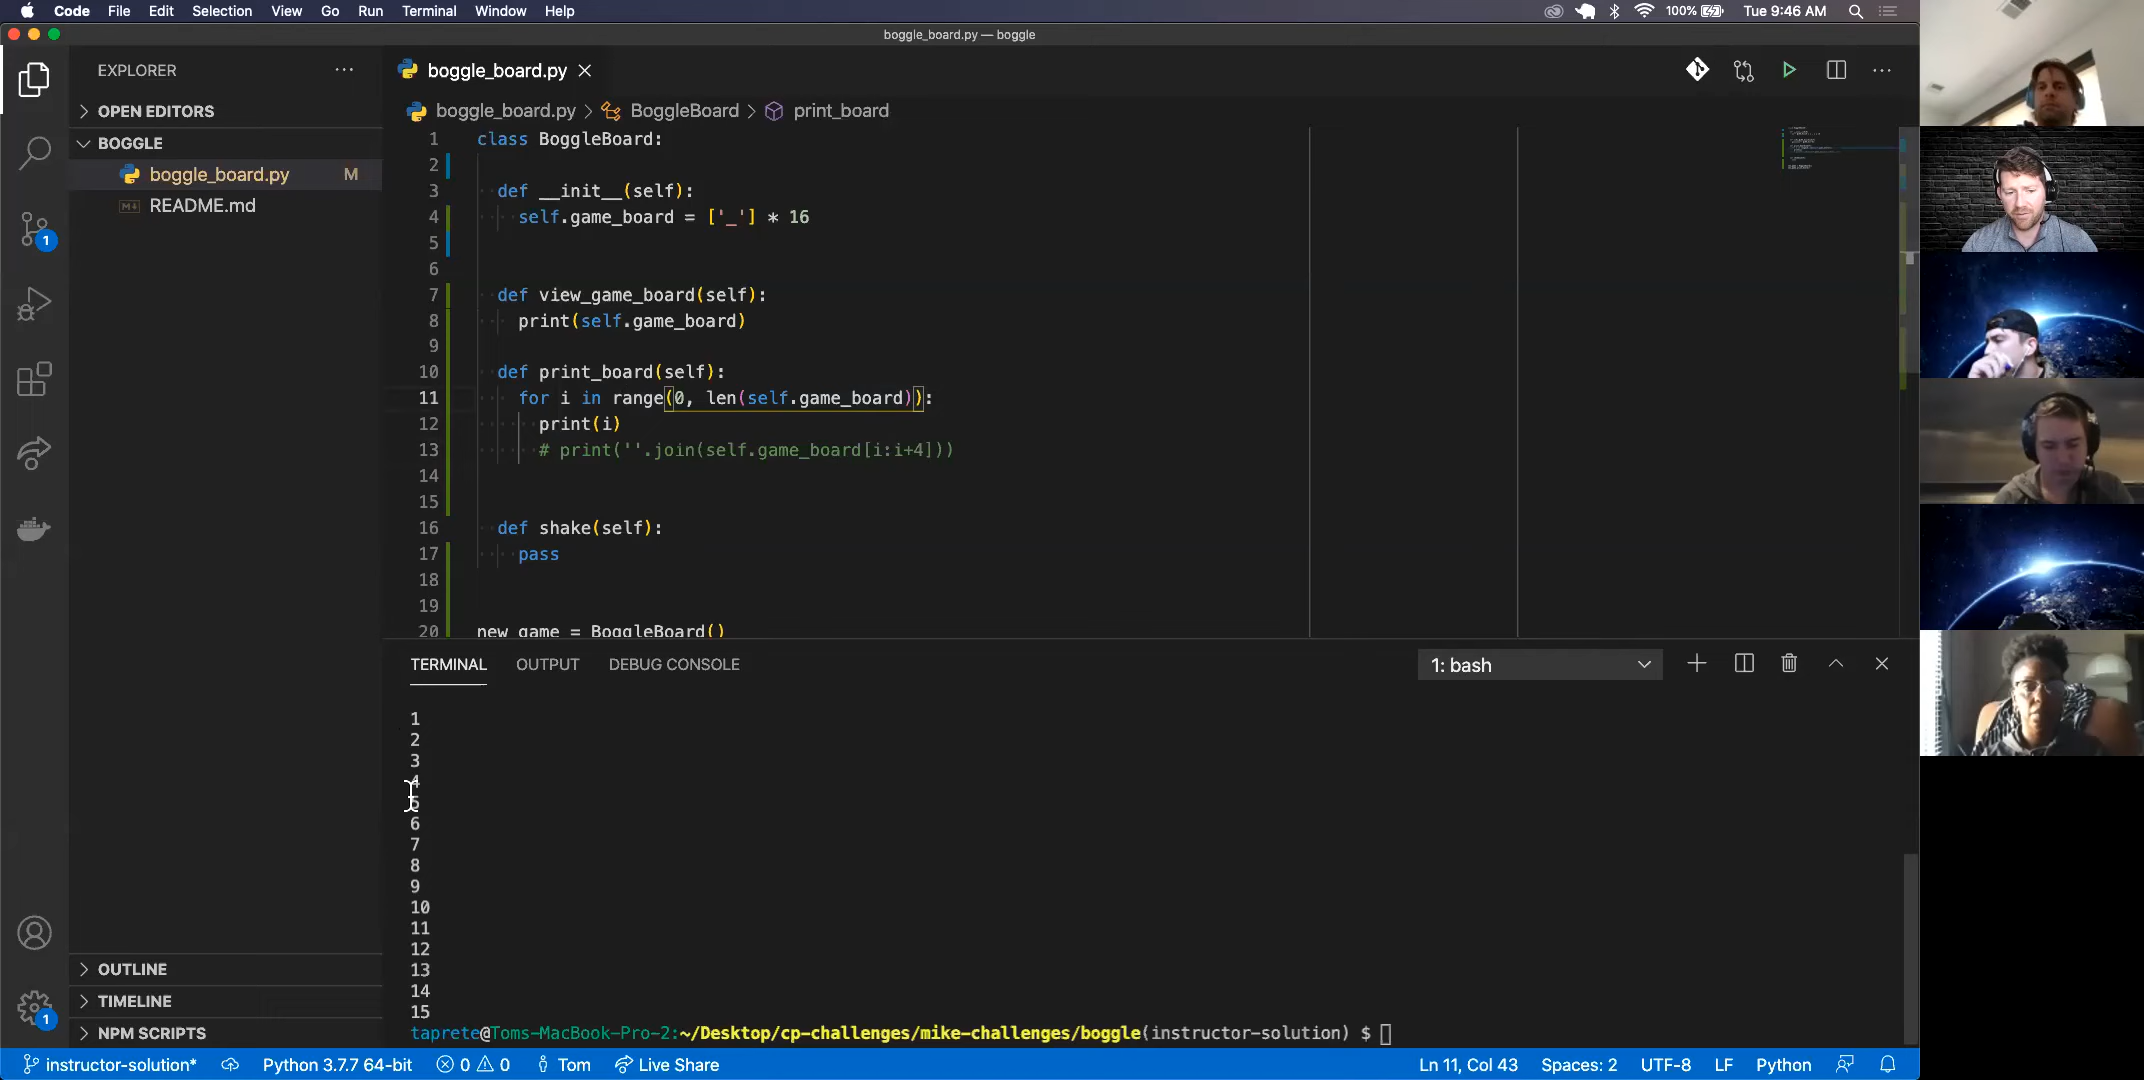 Code File Edit Selection View Go Run Terminal Window Help 100% Tue 9:46 AM
boggle_board.py — boggle
EXPLORER
boggle_board.py
OPEN EDITORS
boggle_board.py BoggleBoard print_board
BOGGLE
boggle_board.py M
README.md
1 class BoggleBoard:
2
3 def __init__(self):
4 self.game_board = ['_'] * 16
5
6
7 def view_game_board(self):
8 print(self.game_board)
9
10 def print_board(self):
11 for i in range(0, len(self.game_board)):
12 print(i)
13 # print(''.join(self.game_board[i:i+4]))
14
15
16 def shake(self):
17 pass
18
19
20 new_game = BoggleBoard()
TERMINAL OUTPUT DEBUG CONSOLE 1: bash
1
2
3
4
5
6
7
8
9
10
11
12
13
14
15
taprete@Toms-MacBook-Pro-2:~/Desktop/cp-challenges/mike-challenges/boggle(instructor-solution) $
1
OUTLINE
TIMELINE
1
NPM SCRIPTS
instructor-solution* Python 3.7.7 64-bit 0 0 Tom Live Share Ln 11, Col 43 Spaces: 2 UTF-8 LF Python